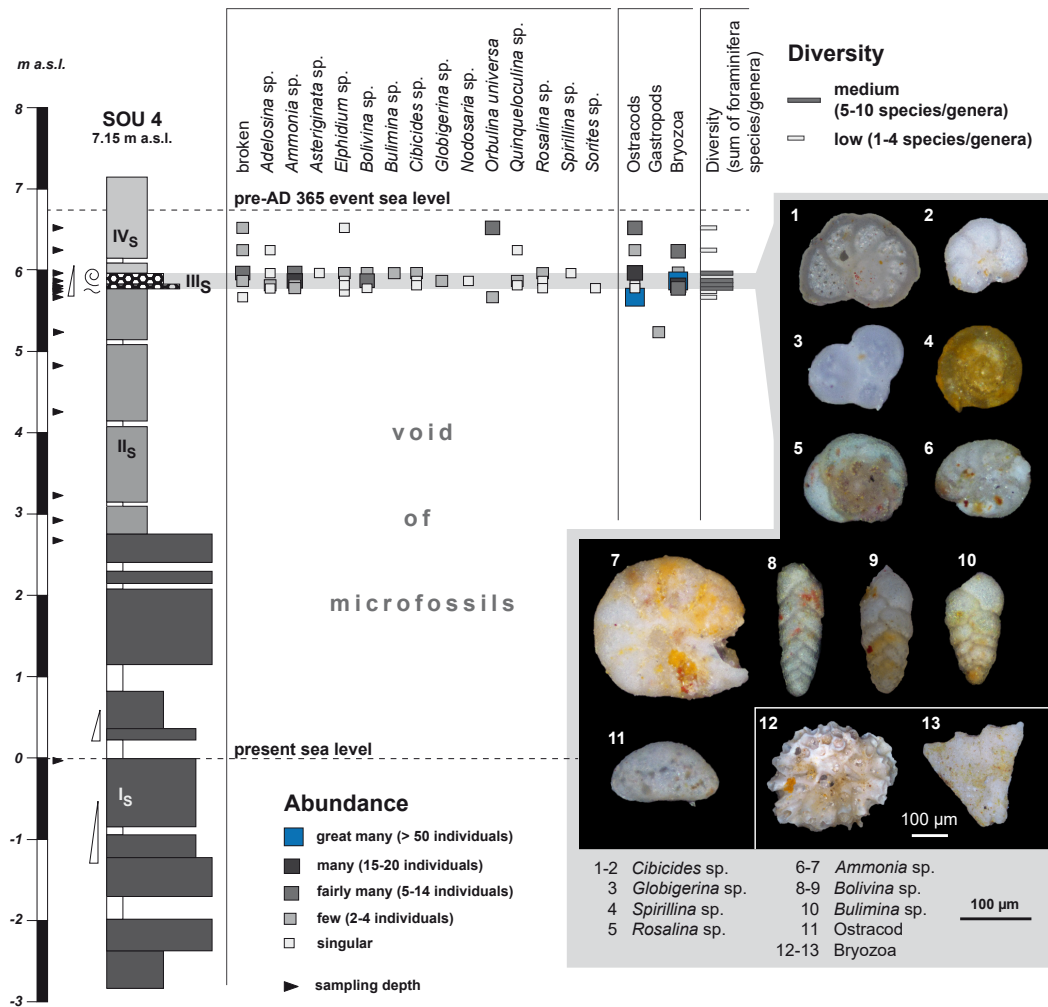 m a.s.l.
SOU 4
7.15 m a.s.l.
8
7
6
5
4
3
2
1
0
-1
-2
-3
IVS
IIIS
IIS
IS
broken
Adelosina sp.
Ammonia sp.
Asteriginata sp.
Elphidium sp.
Bolivina sp.
Bulimina sp.
Cibicides sp.
Globigerina sp.
Nodosaria sp.
Orbulina universa
Quinqueloculina sp.
Rosalina sp.
Spirillina sp.
Sorites sp.
Ostracods
Gastropods
Bryozoa
Diversity
(sum of foraminifera
species/genera)
Diversity
medium
(5-10 species/genera)
low (1-4 species/genera)
pre-AD 365 event sea level
void
of
microfossils
present sea level
Abundance
great many (> 50 individuals)
many (15-20 individuals)
fairly many (5-14 individuals)
few (2-4 individuals)
singular
sampling depth
1
2
3
4
5
6
7
8
9
10
11
12
13
100 µm
1-2 Cibicides sp.
3 Globigerina sp.
4 Spirillina sp.
5 Rosalina sp.
6-7 Ammonia sp.
8-9 Bolivina sp.
10 Bulimina sp.
11 Ostracod
12-13 Bryozoa
100 µm